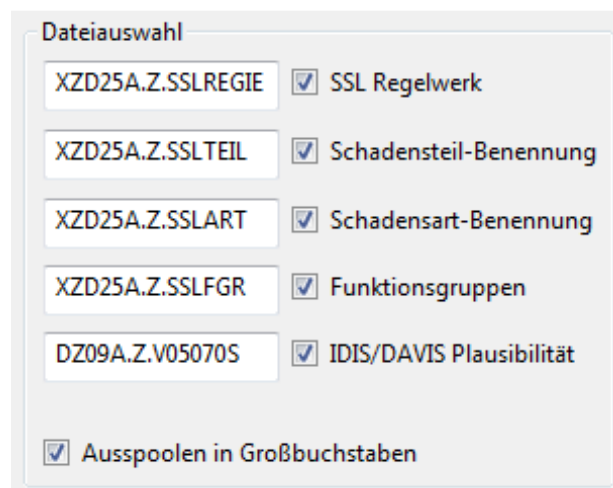 Dateiauswahl
XZD25A.Z.SSLREGIE SSL Regelwerk
XZD25A.Z.SSLTEIL Schadensteil-Benennung
XZD25A.Z.SSLART Schadensart-Benennung
XZD25A.Z.SSLFGR Funktionsgruppen
DZ09A.Z.V05070S IDIS/DAVIS Plausibilität
Ausspoolen in Großbuchstaben